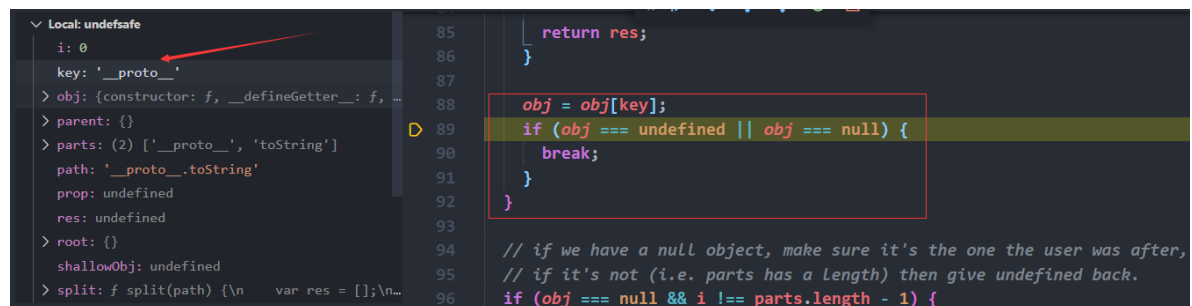 Local: undefsafe
i: 0
key: '__proto__'
obj: {constructor: ƒ, __defineGetter__: ƒ, …
parent: {}
parts: (2) ['__proto__', 'toString']
path: '__proto__.toString'
prop: undefined
res: undefined
root: {}
shallowObj: undefined
split: ƒ split(path) {\n    var res = [];\n…
85 return res;
86 }
87
88 obj = obj[key];
89 if (obj === undefined || obj === null) {
90 break;
91 }
92 }
93
94 // if we have a null object, make sure it's the one the user was after,
95 // if it's not (i.e. parts has a length) then give undefined back.
96 if (obj === null && i !== parts.length - 1) {